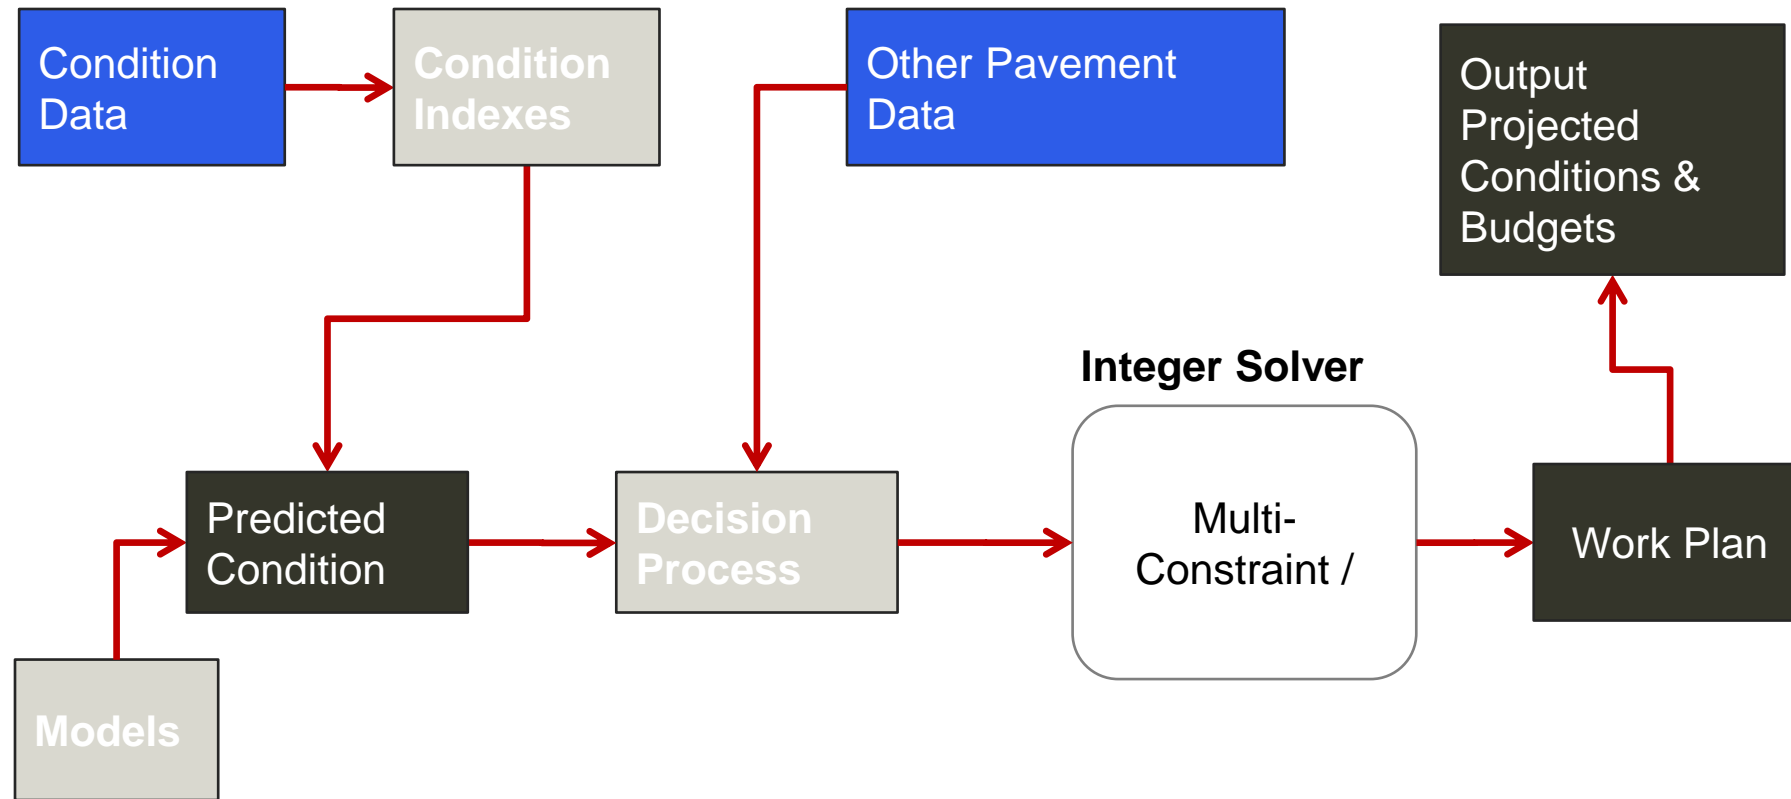 Condition
Data
Condition
Indexes
Other Pavement
Data
Output
Projected
Conditions &
Budgets
Integer Solver
Predicted
Condition
Decision
Process
Multi-
Constraint /
Work Plan
Models